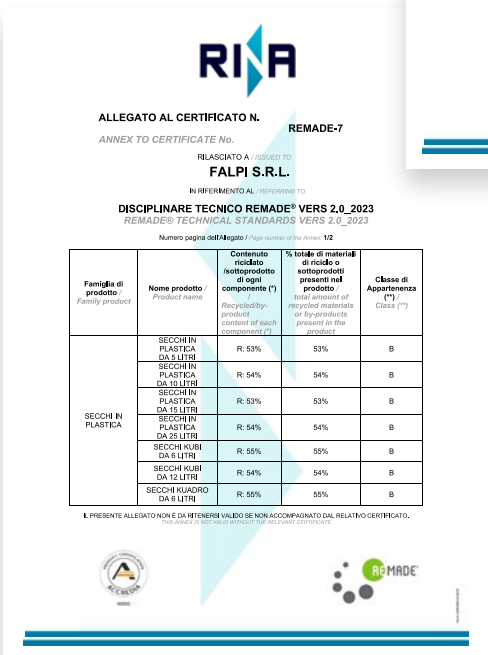 RINA
ALLEGATO AL CERTIFICATO N.
REMADE-7
ANNEX TO CERTIFICATE No.
RILASCIATO A / ISSUED TO
FALPI S.R.L.
IN RIFERIMENTO AL / REFERRING TO
DISCIPLINARE TECNICO REMADE® VERS 2.0_2023
REMADE® TECHNICAL STANDARDS VERS 2.0_2023
Numero pagina dell'Allegato / Page number of the Annex: 1/2
Famiglia di
prodotto /
Family product
Nome prodotto /
Product name
Contenuto
riciclato
/sottoprodotto
di ogni
componente (*)
/
Recycled/by-
product
content of each
component (*)
% totale di materiali
di riciclo o
sottoprodotti
presenti nel
prodotto /
total amount of
recycled materials
or by-products
present in the
product
Classe di
Appartenenza
(**) /
Class (**)
SECCHI IN
PLASTICA
SECCHI IN
PLASTICA
DA 5 LITRI
R: 53%
53%
B
SECCHI IN
PLASTICA
DA 10 LITRI
R: 54%
54%
B
SECCHI IN
PLASTICA
DA 15 LITRI
R: 53%
53%
B
SECCHI IN
PLASTICA
DA 25 LITRI
R: 54%
54%
B
SECCHI KUBI
DA 6 LITRI
R: 55%
55%
B
SECCHI KUBI
DA 12 LITRI
R: 54%
54%
B
SECCHI KUADRO
DA 6 LITRI
R: 55%
55%
B
IL PRESENTE ALLEGATO NON È DA RITENERSI VALIDO SE NON ACCOMPAGNATO DAL RELATIVO CERTIFICATO.
THIS ANNEX IS NOT VALID WITHOUT THE RELEVANT CERTIFICATE
ACCREDIA
REMADE®